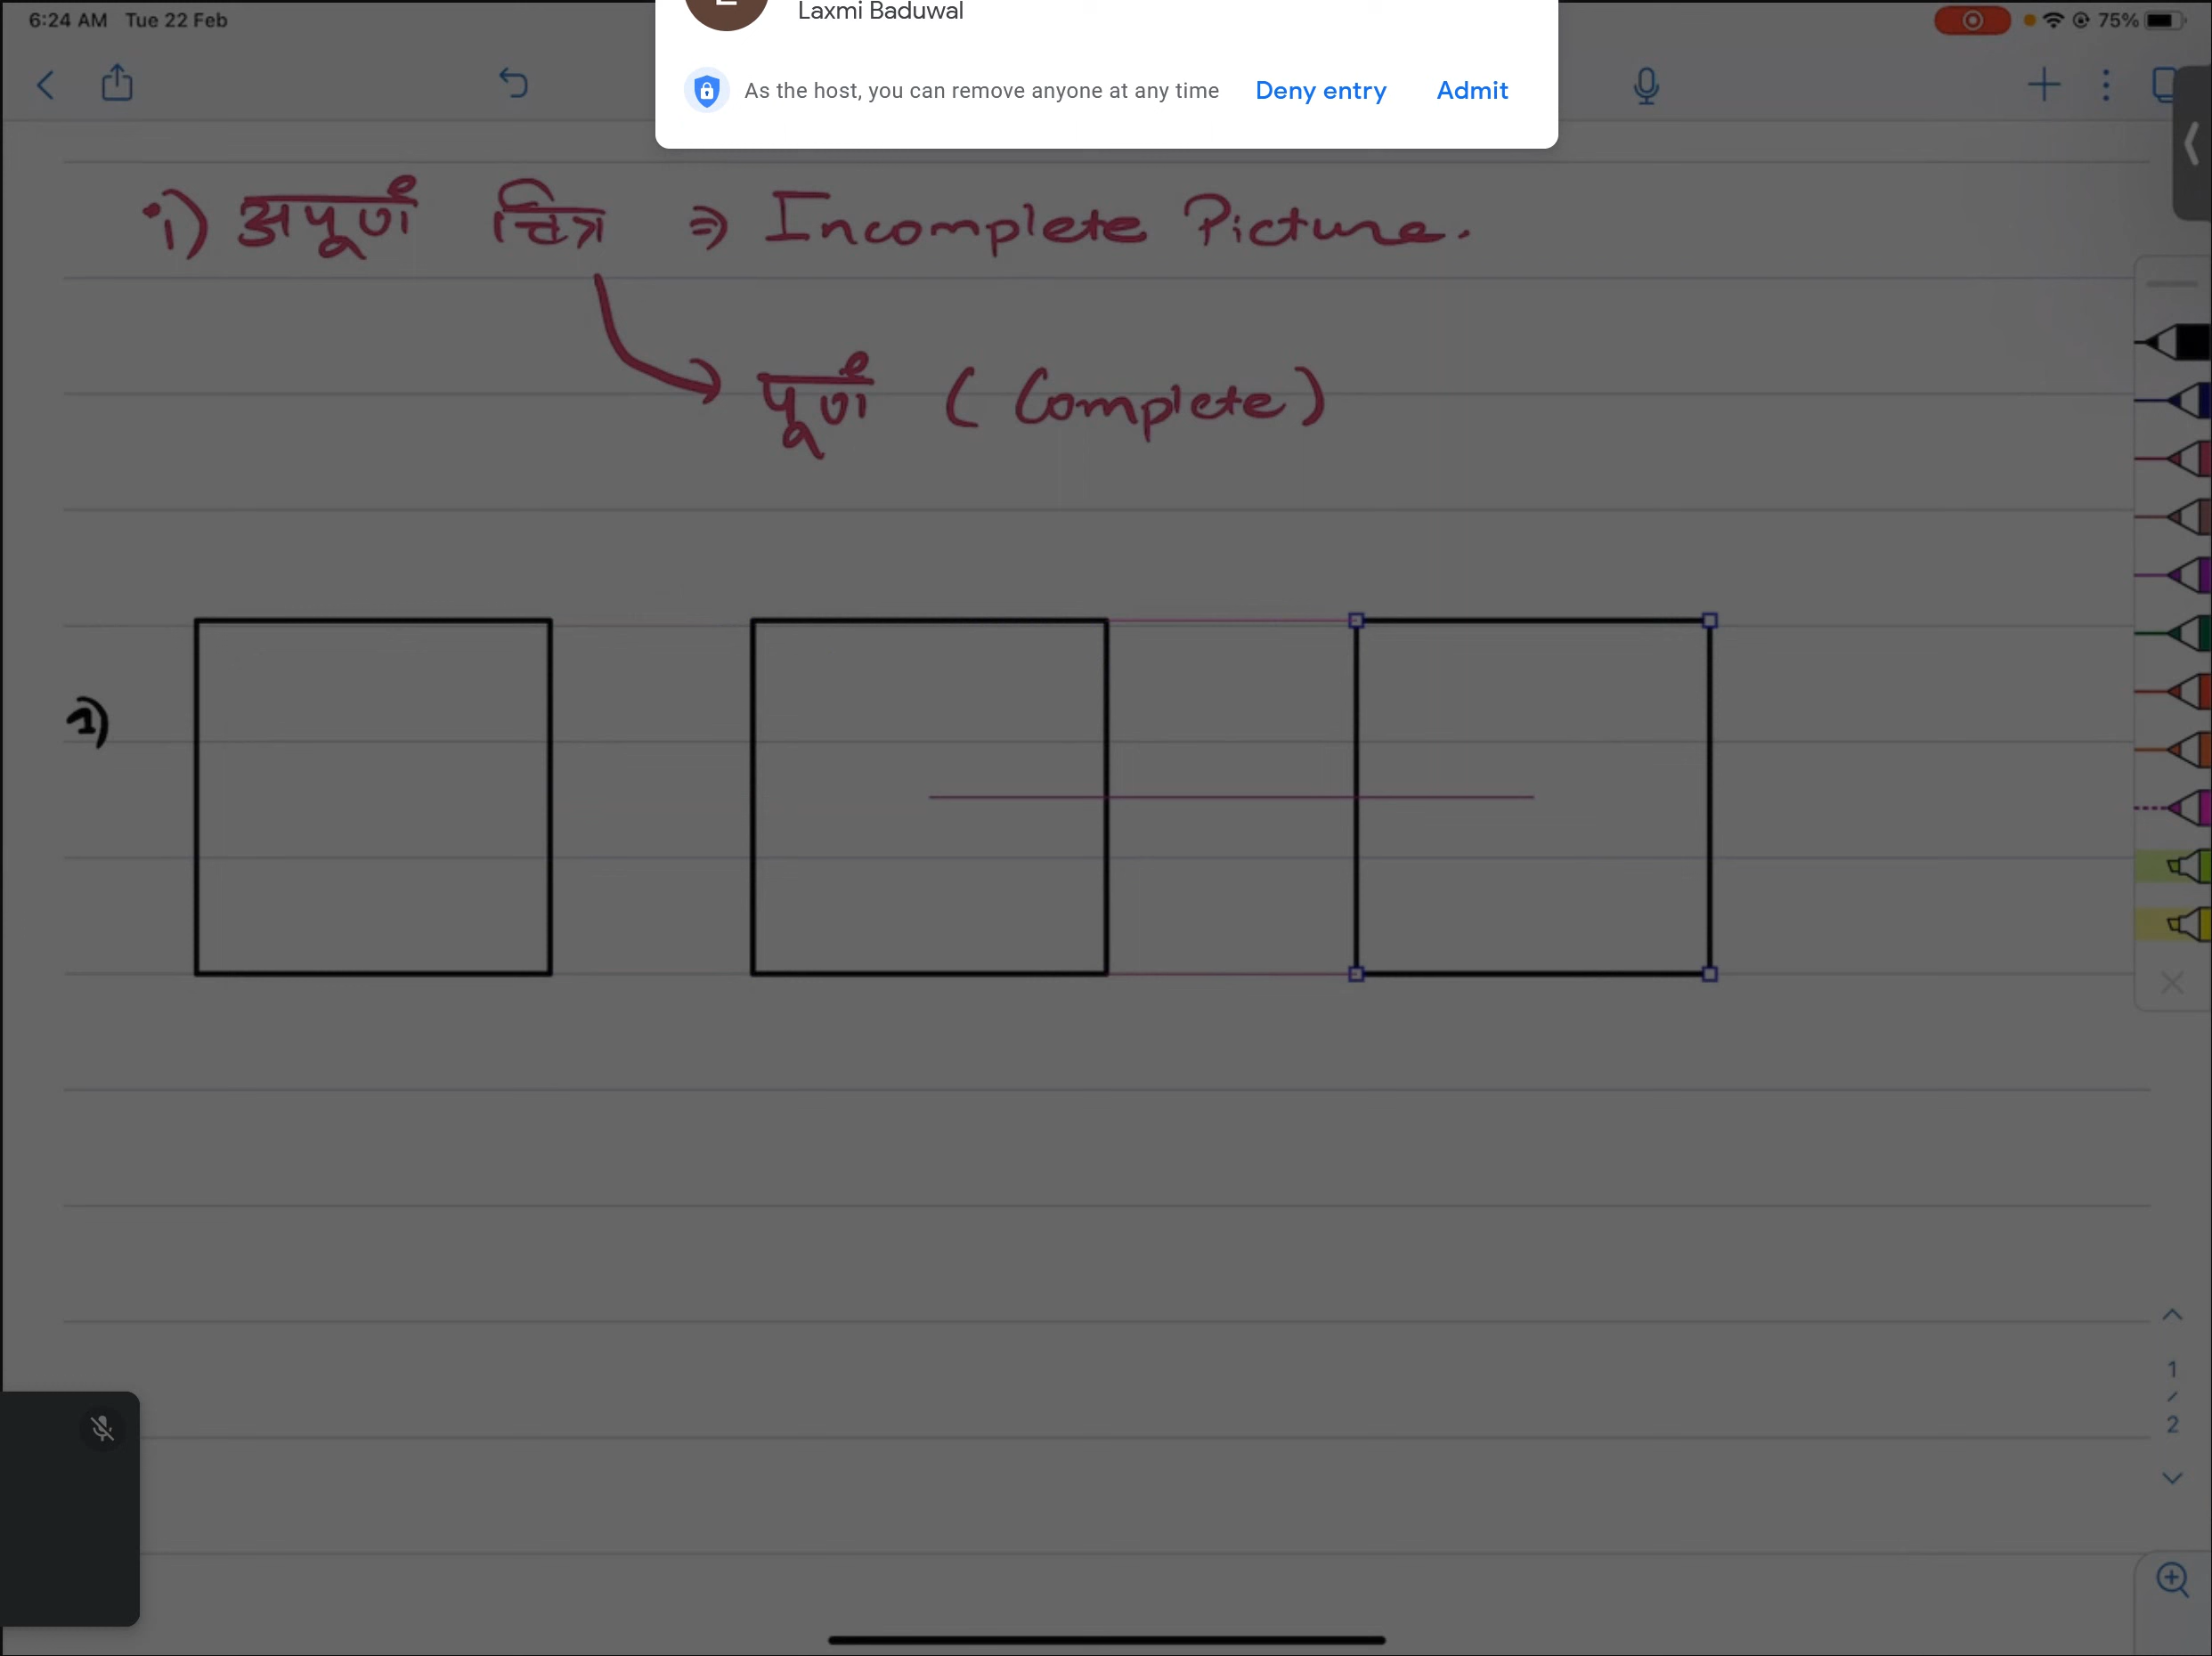 6:24 AM Tue 22 Feb
75%
Laxmi Baduwal
As the host, you can remove anyone at any time
Deny entry
Admit
i) अपूर्ण चित्र ⇒ Incomplete Picture.
पूर्ण (Complete)
1)
1
/
2